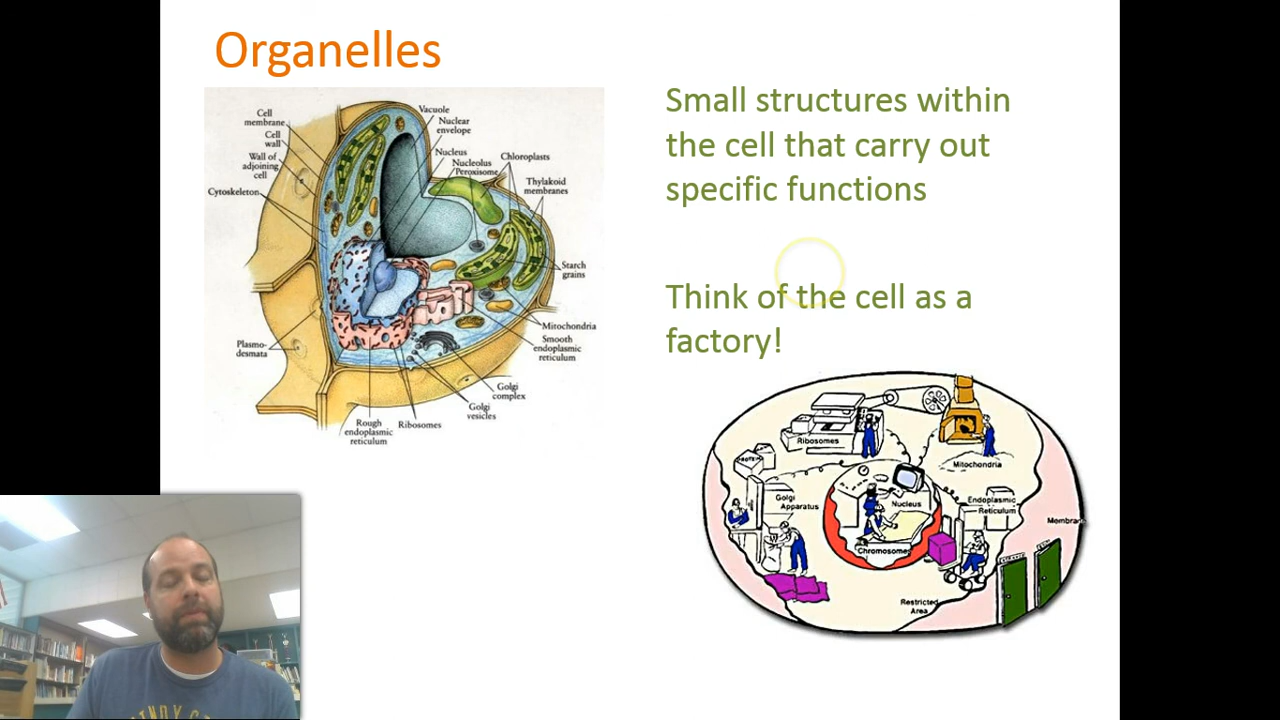 Organelles
Small structures within
the cell that carry out
specific functions
Think of the cell as a
factory!
Cell
membrane
Cell
wall
Wall of
adjoining
cell
Cytoskeleton
Plasmo-
desmata
Vacuole
Nuclear
envelope
Nucleus
Nucleolus
Peroxisome
Chloroplasts
Thylakoid
membranes
Starch
grains
Mitochondria
Smooth
endoplasmic
reticulum
Golgi
complex
Golgi
vesicles
Ribosomes
Rough
endoplasmic
reticulum
Ribosomes
Mitochondria
Golgi
Apparatus
Nucleus
Endoplasmic
Reticulum
Chromosomes
Restricted
Area